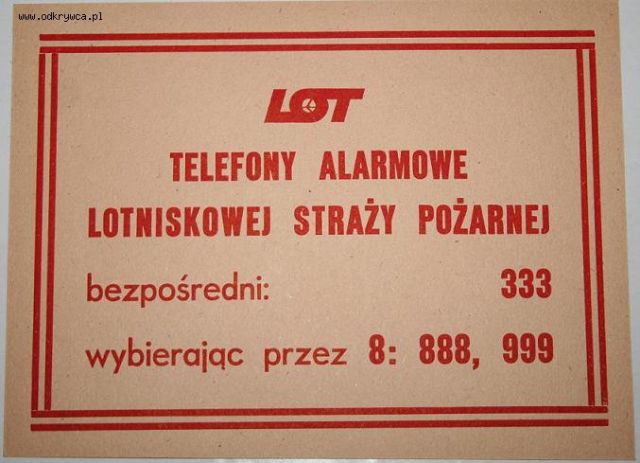 www.odkrywca.pl
LOT
TELEFONY ALARMOWE
LOTNISKOWEJ STRAŻY POŻARNEJ
bezpośredni: 333
wybierając przez 8: 888, 999